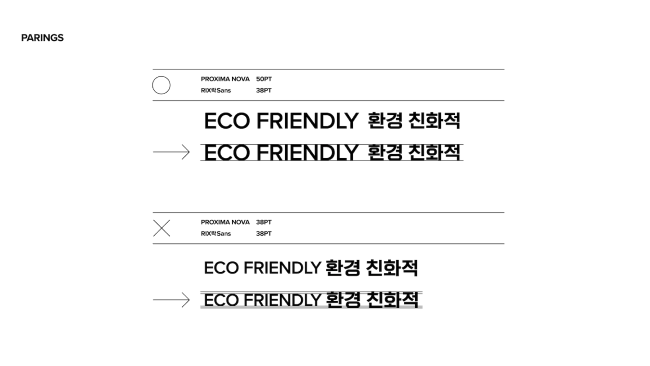 PARINGS
PROXIMA NOVA 50PT
RIX락Sans 38PT
ECO FRIENDLY 환경 친화적
ECO FRIENDLY 환경 친화적
PROXIMA NOVA 38PT
RIX락Sans 38PT
ECO FRIENDLY 환경 친화적
ECO FRIENDLY 환경 친화적